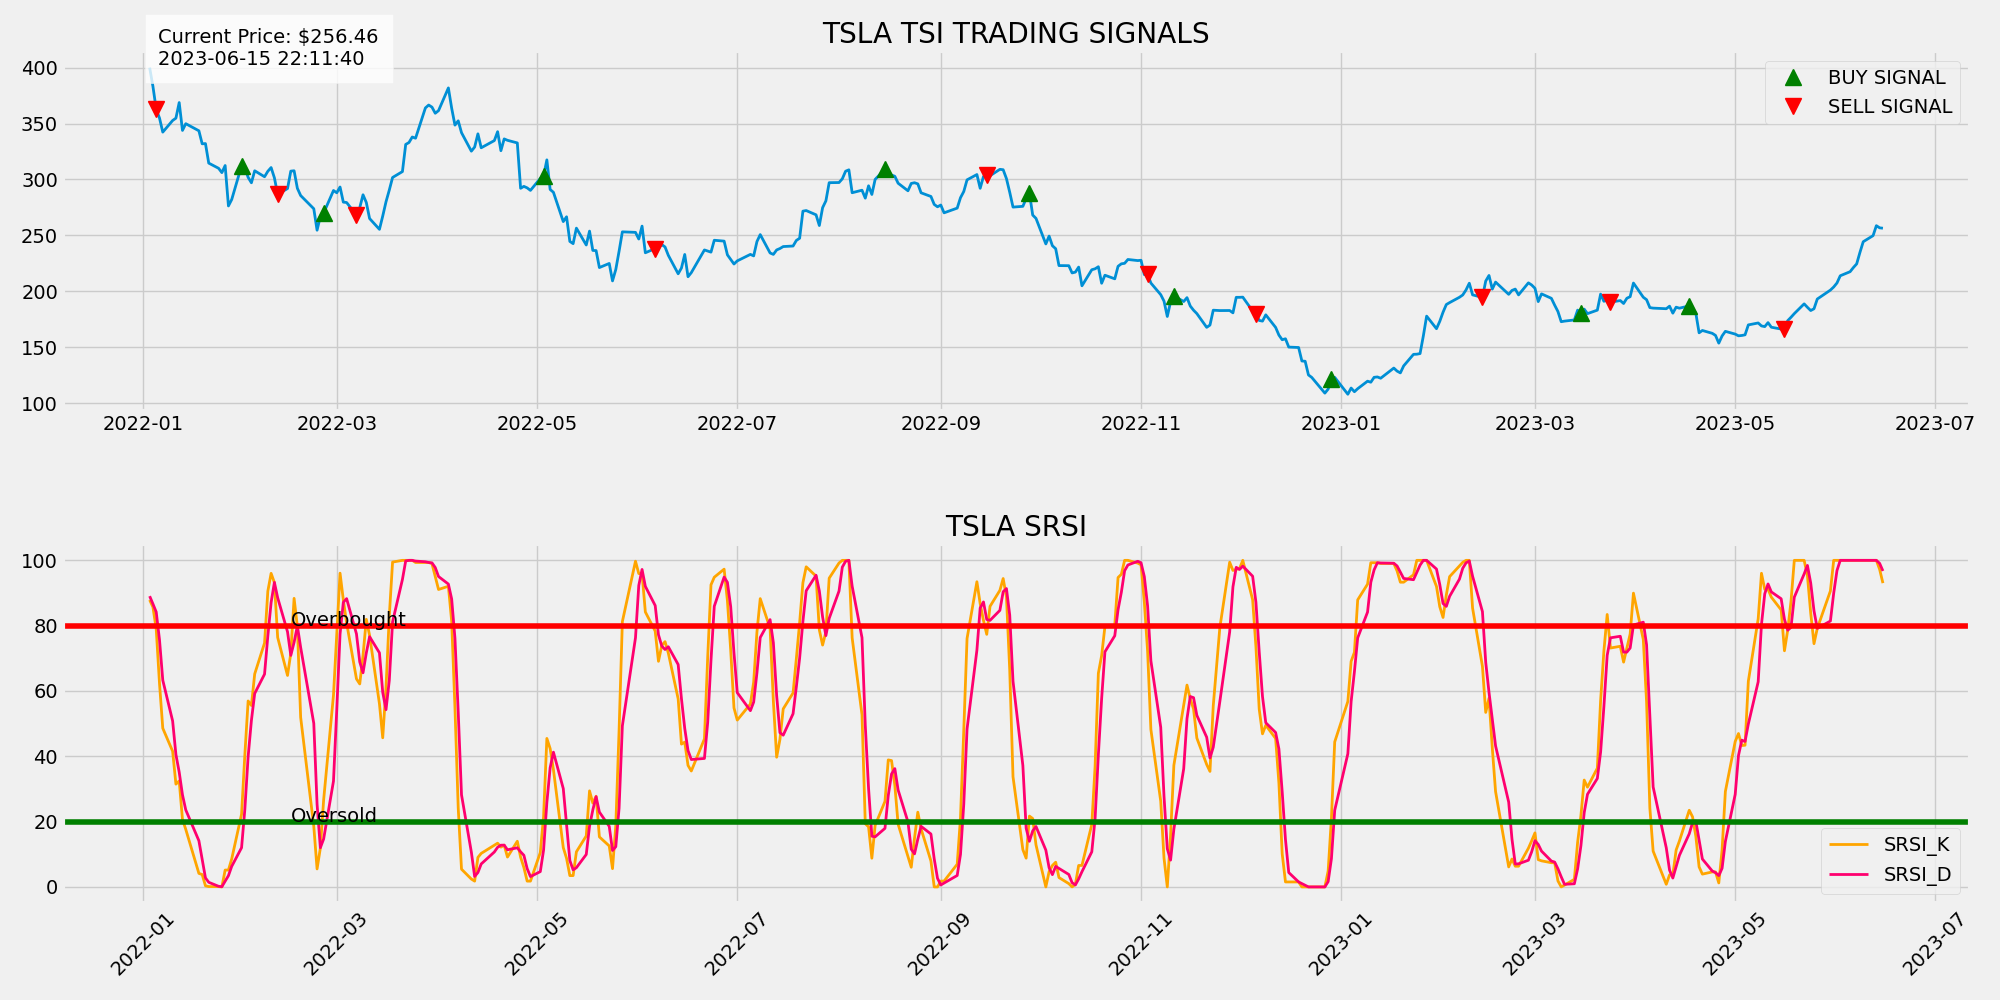 TSLA TSI TRADING SIGNALS
Current Price: $256.46
2023-06-15 22:11:40
BUY SIGNAL
SELL SIGNAL
400
350
300
250
200
150
100
2022-01 2022-03 2022-05 2022-07 2022-09 2022-11 2023-01 2023-03 2023-05 2023-07
TSLA SRSI
100
80
60
40
20
0
Overbought
Oversold
SRSI_K
SRSI_D
2022-01 2022-03 2022-05 2022-07 2022-09 2022-11 2023-01 2023-03 2023-05 2023-07